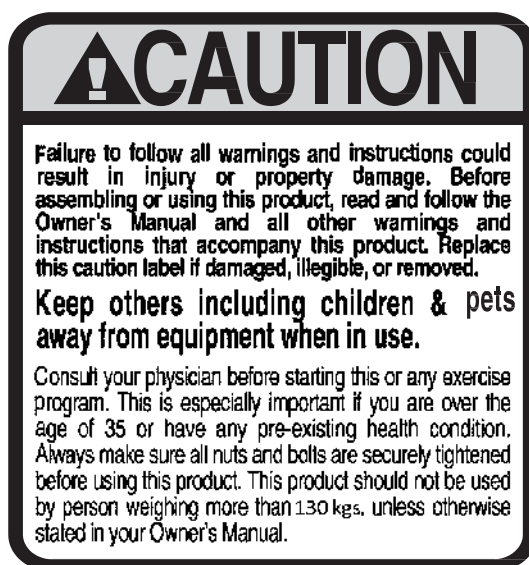 CAUTION
Failure to follow all warnings and instructions could
result in injury or property damage. Before
assembling or using this product, read and follow the
Owner's Manual and all other warnings and
instructions that accompany this product. Replace
this caution label if damaged, illegible, or removed.
Keep others including children & pets
away from equipment when in use.
Consult your physician before starting this or any exercise
program. This is especially important if you are over the
age of 35 or have any pre-existing health condition.
Always make sure all nuts and bolts are securely tightened
before using this product. This product should not be used
by person weighing more than 130 kgs. unless otherwise
stated in your Owner's Manual.